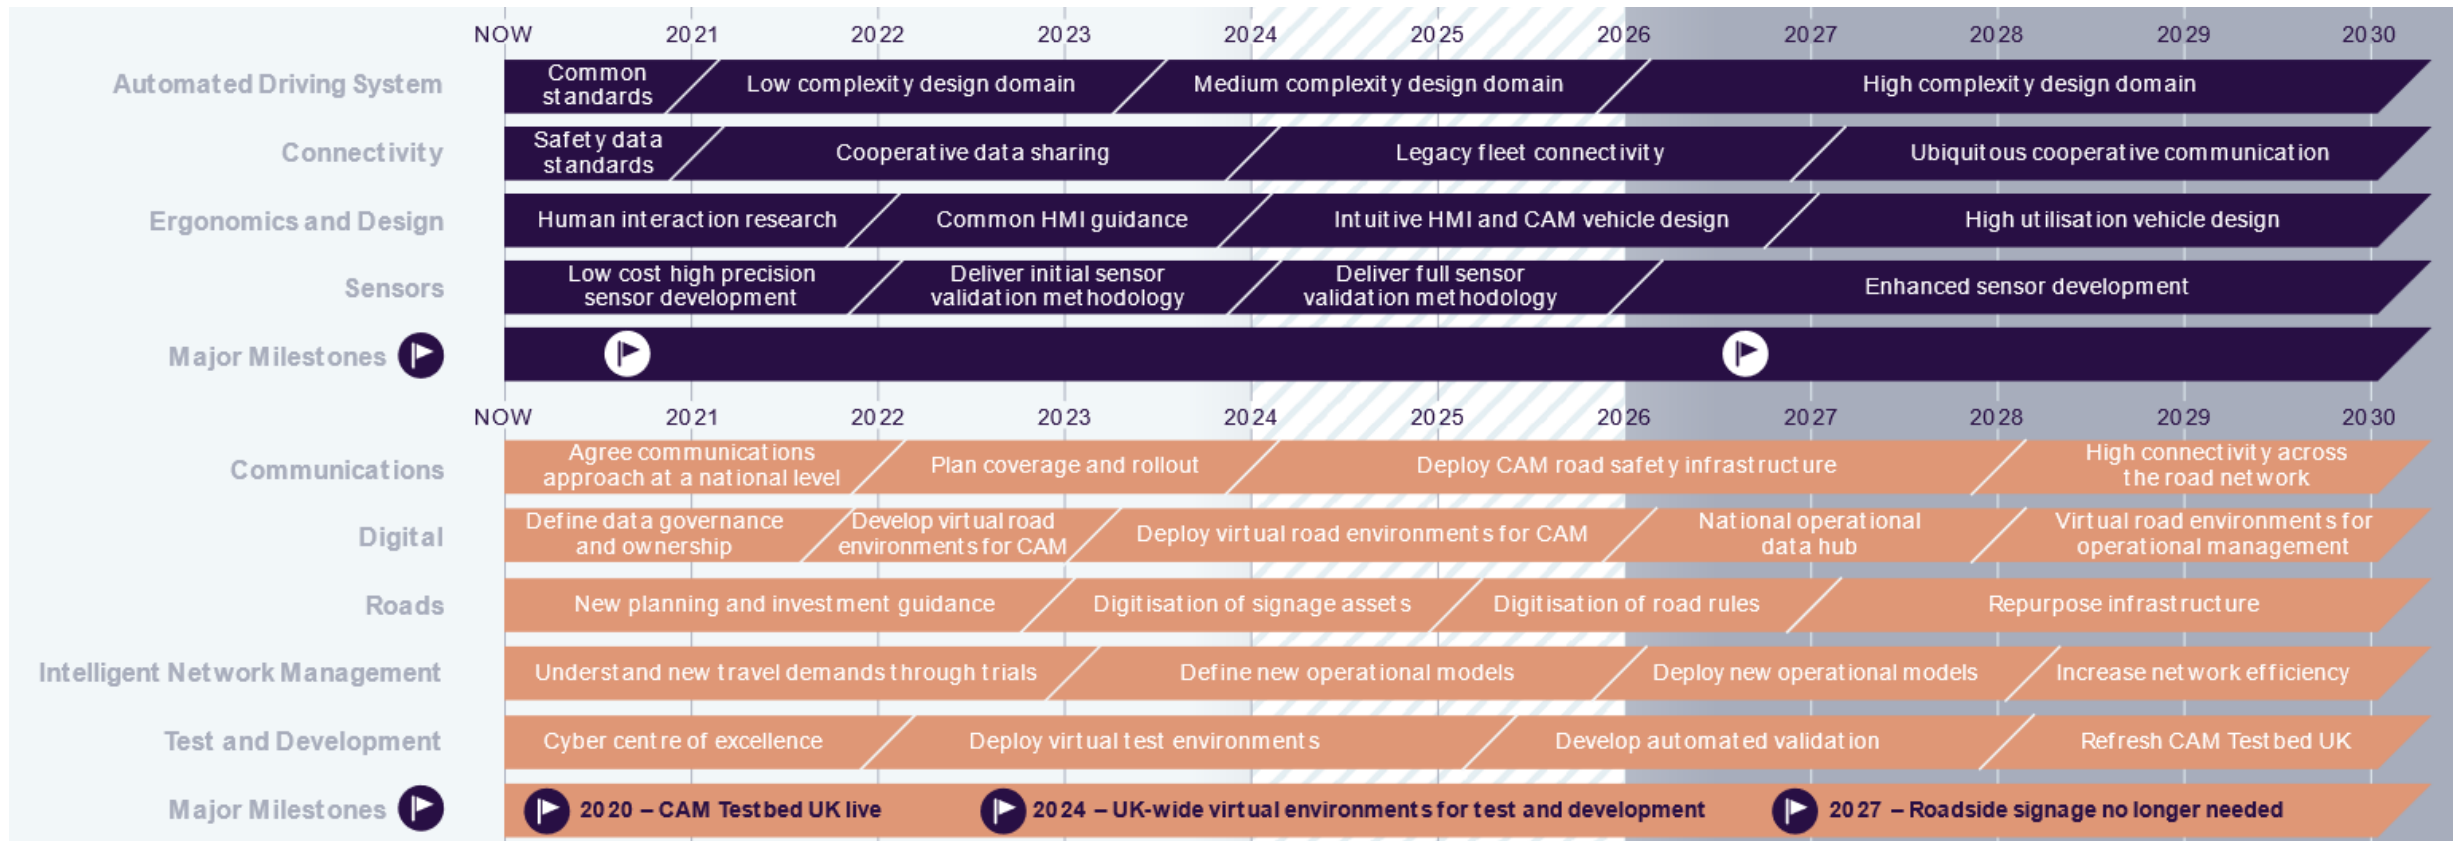 NOW 2021 2022 2023 2024 2025 2026 2027 2028 2029 2030
Automated Driving System
Common
standards
Low complexity design domain
Medium complexity design domain
High complexity design domain
Connectivity
Safety data
standards
Cooperative data sharing
Legacy fleet connectivity
Ubiquitous cooperative communication
Ergonomics and Design
Human interaction research
Common HMI guidance
Intuitive HMI and CAM vehicle design
High utilisation vehicle design
Sensors
Low cost high precision
sensor development
Deliver initial sensor
validation methodology
Deliver full sensor
validation methodology
Enhanced sensor development
Major Milestones
NOW 2021 2022 2023 2024 2025 2026 2027 2028 2029 2030
Communications
Agree communications
approach at a national level
Plan coverage and rollout
Deploy CAM road safety infrastructure
High connectivity across
the road network
Digital
Define data governance
and ownership
Develop virtual road
environments for CAM
Deploy virtual road environments for CAM
National operational
data hub
Virtual road environments for
operational management
Roads
New planning and investment guidance
Digitisation of signage assets
Digitisation of road rules
Repurpose infrastructure
Intelligent Network Management
Understand new travel demands through trials
Define new operational models
Deploy new operational models
Increase network efficiency
Test and Development
Cyber centre of excellence
Deploy virtual test environments
Develop automated validation
Refresh CAM Testbed UK
Major Milestones
2020 – CAM Testbed UK live
2024 – UK-wide virtual environments for test and development
2027 – Roadside signage no longer needed